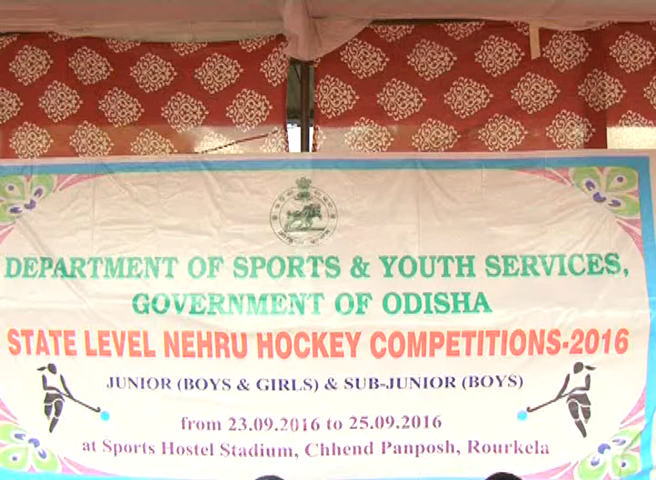 DEPARTMENT OF SPORTS & YOUTH SERVICES,
GOVERNMENT OF ODISHA
STATE LEVEL NEHRU HOCKEY COMPETITIONS-2016
JUNIOR (BOYS & GIRLS) & SUB-JUNIOR (BOYS)
from 23.09.2016 to 25.09.2016
at Sports Hostel Stadium, Chhend Panposh, Rourkela